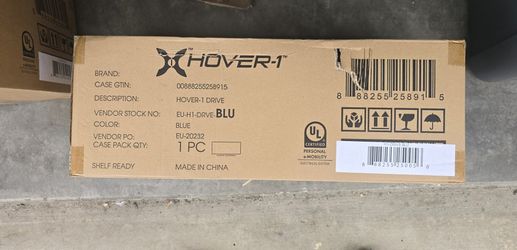 HOVER-1™
BRAND:
CASE GTIN: 00888255258915
DESCRIPTION: HOVER-1 DRIVE
VENDOR STOCK NO: EU-H1-DRIVE-BLU
COLOR: BLUE
VENDOR PO: EU-20232
CASE PACK QTY: 1 PC
SHELF READY MADE IN CHINA
8 88255 25891 5
UL
CERTIFIED
PERSONAL
e-MOBILITY